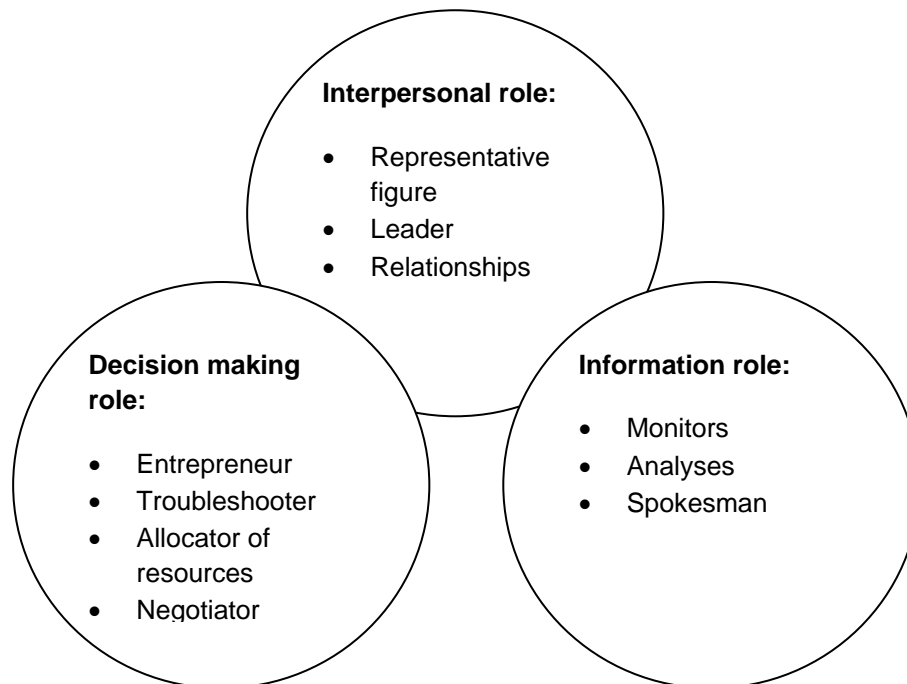 Interpersonal role:
• Representative
figure
• Leader
• Relationships
Decision making
role:
• Entrepreneur
• Troubleshooter
• Allocator of
resources
• Negotiator
Information role:
• Monitors
• Analyses
• Spokesman